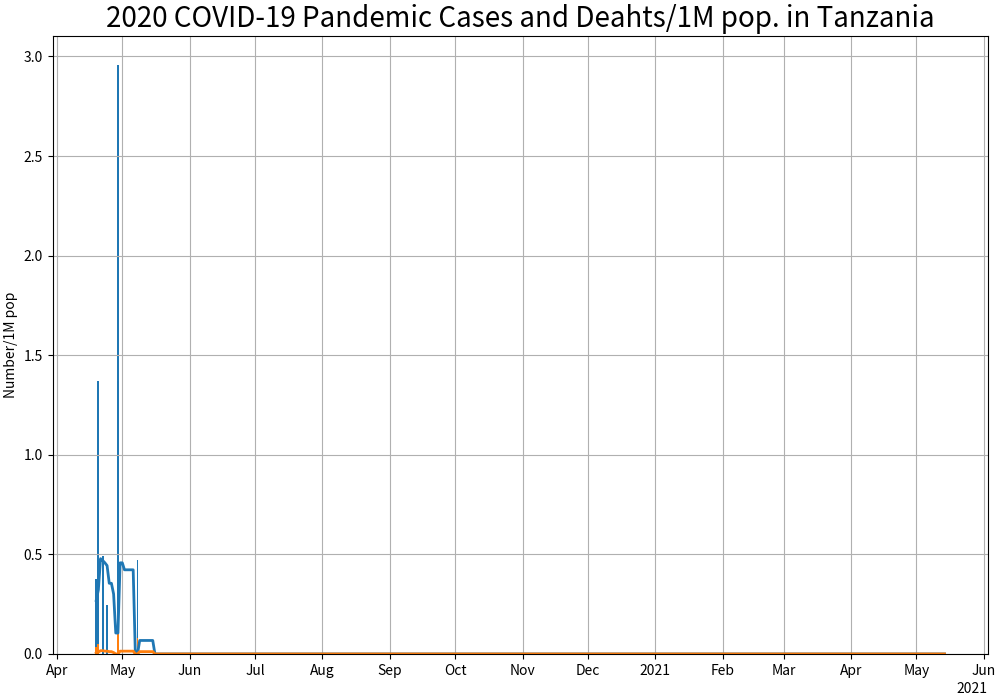 2020 COVID-19 Pandemic Cases and Deahts/1M pop. in Tanzania
Number/1M pop
3.0
2.5
2.0
1.5
1.0
0.5
0.0
Apr May Jun Jul Aug Sep Oct Nov Dec 2021 Feb Mar Apr May Jun
2021